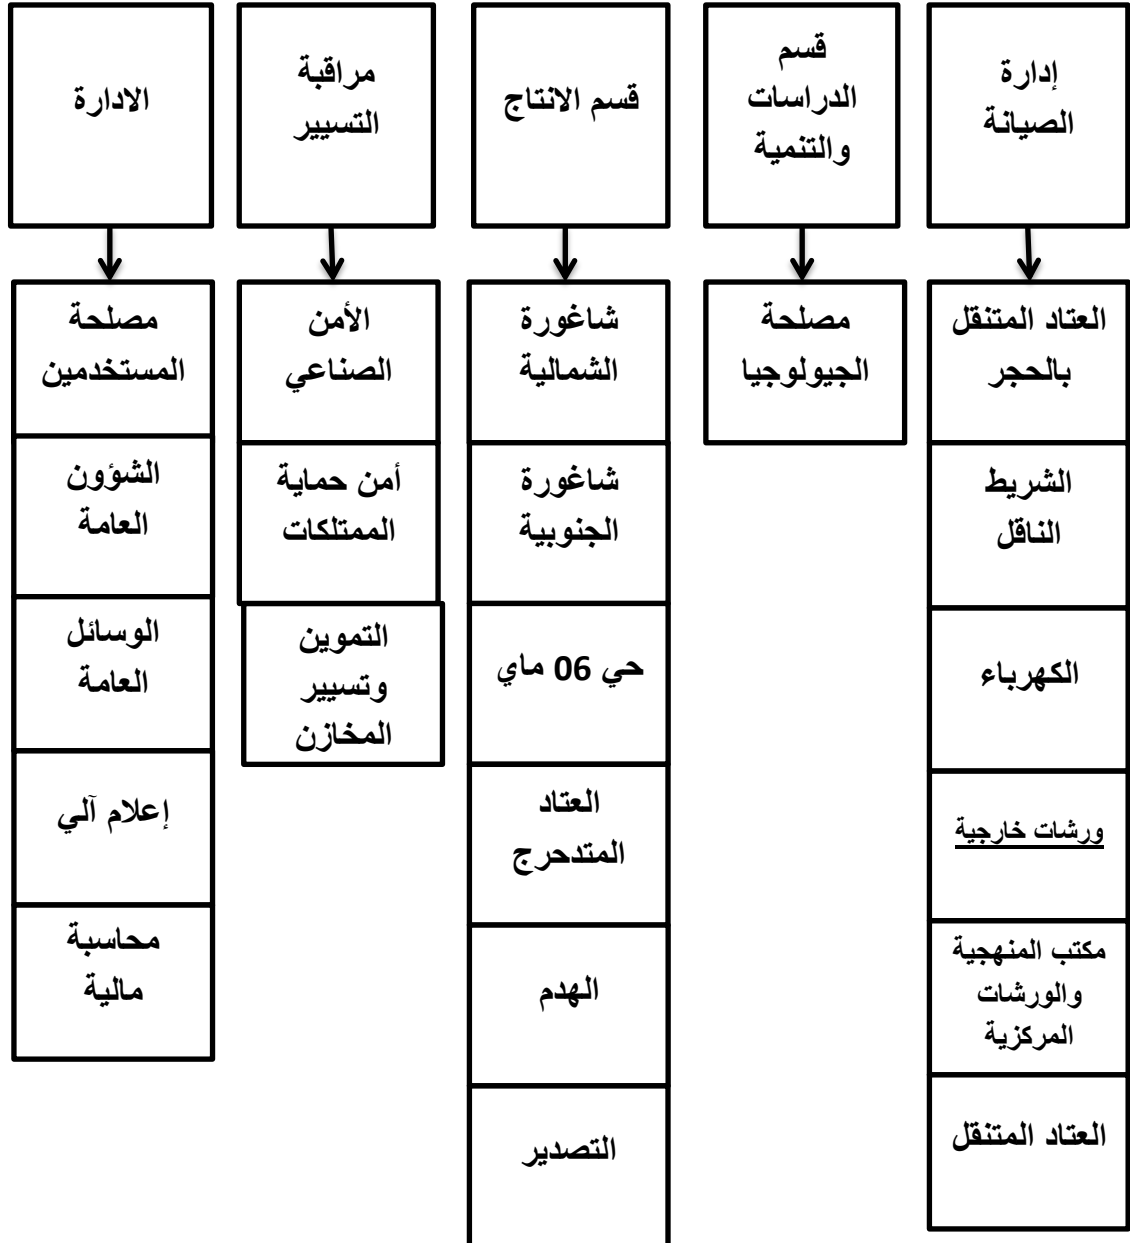 إدارة
الصيانة
قسم
الدراسات
والتنمية
قسم الانتاج
مراقبة
التسيير
الادارة
العتاد المتنقل
بالحجر
الشريط
الناقل
الكهرباء
ورشات خارجية
مكتب المنهجية
والورشات
المركزية
العتاد المتنقل
مصلحة
الجيولوجيا
شاغورة
الشمالية
شاغورة
الجنوبية
حي 06 ماي
العتاد
المتدحرج
الهدم
التصدير
الأمن
الصناعي
أمن حماية
الممتلكات
التموين
وتسيير
المخازن
مصلحة
المستخدمين
الشؤون
العامة
الوسائل
العامة
إعلام آلي
محاسبة
مالية